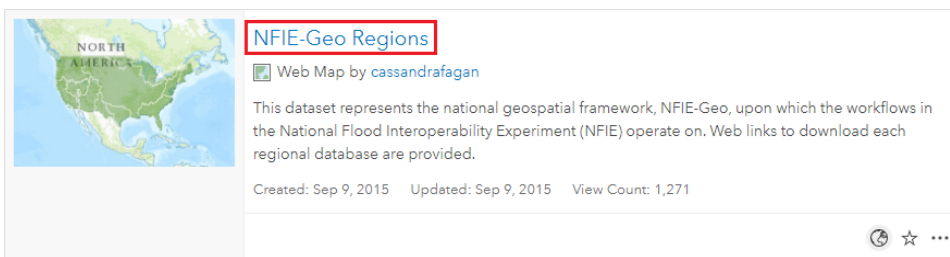 NORTH
AMERICA
NFIE-Geo Regions
Web Map by cassandrafagan
This dataset represents the national geospatial framework, NFIE-Geo, upon which the workflows in
the National Flood Interoperability Experiment (NFIE) operate on. Web links to download each
regional database are provided.
Created: Sep 9, 2015 Updated: Sep 9, 2015 View Count: 1,271